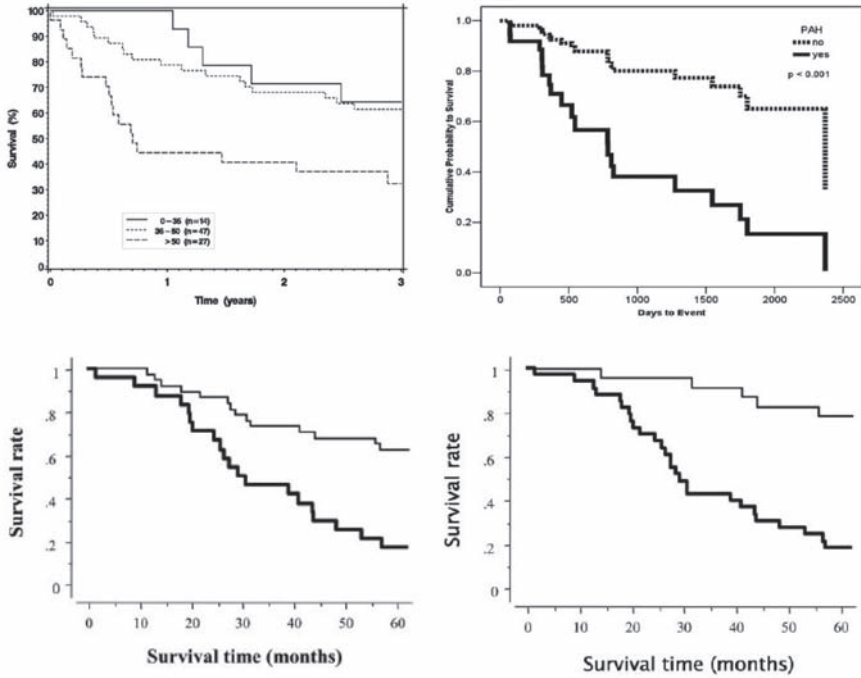 100
90
80
70
60
50
40
30
20
10
0
Survival (%)
0-36 (n=14)
36-50 (n=47)
>50 (n=27)
0 1 2 3
Time (years)
1.0
0.8
0.6
0.4
0.2
0.0
Cumulative Probability to Survival
PAH
no
yes
p < 0.001
0 500 1000 1500 2000 2500
Days to Event
1
.8
.6
.4
.2
0
Survival rate
0 10 20 30 40 50 60
Survival time (months)
1
.8
.6
.4
.2
0
Survival rate
0 10 20 30 40 50 60
Survival time (months)